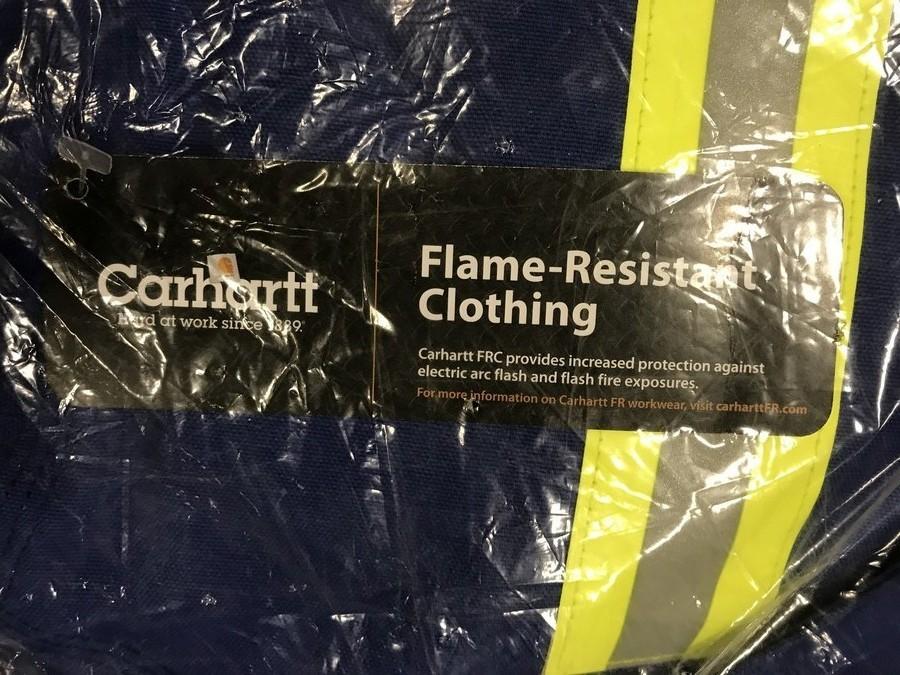 Carhartt
Hard at work since 1889.
Flame-Resistant
Clothing
Carhartt FRC provides increased protection against
electric arc flash and flash fire exposures.
For more information on Carhartt FR workwear, visit carharttFR.com